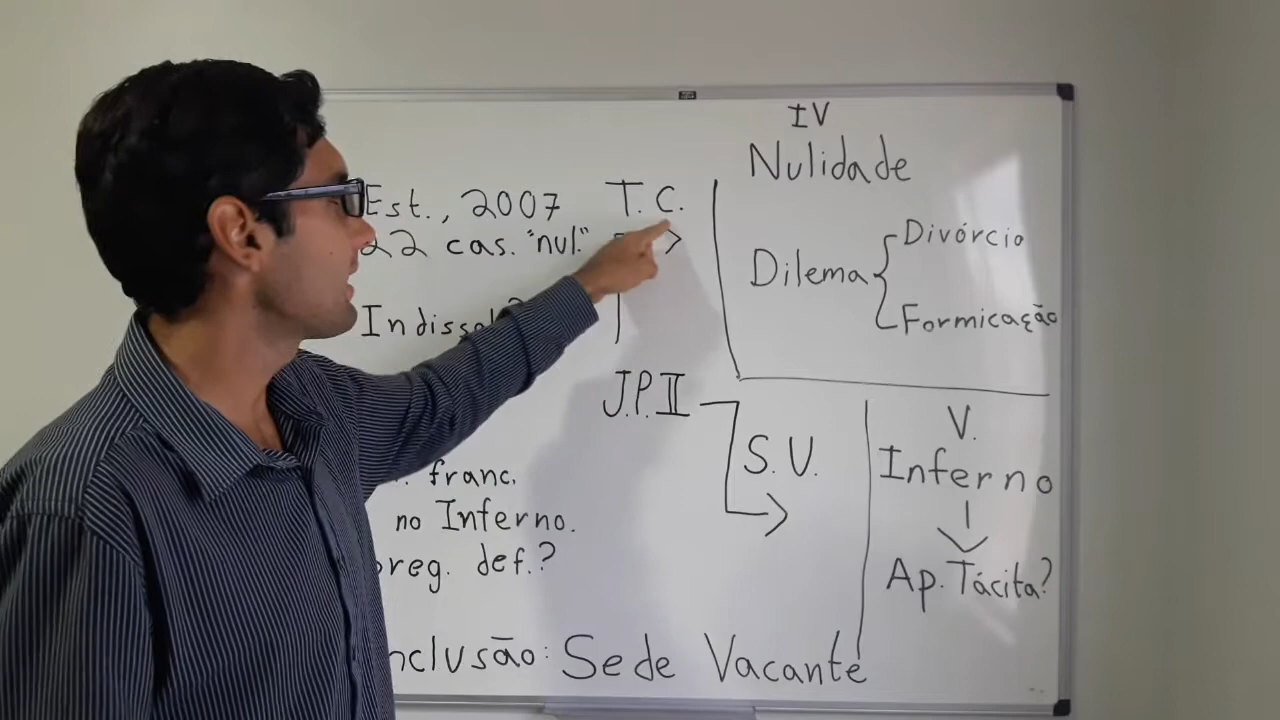 Est., 2007 T.C.
22 cas. "nul."
Indissol
J.P.II
S.V.
franc.
no Inferno.
reg. def.?
nclusão: Sede Vacante
IV
Nulidade
Dilema
Divórcio
Formicação
V.
Inferno
Ap. Tácita?